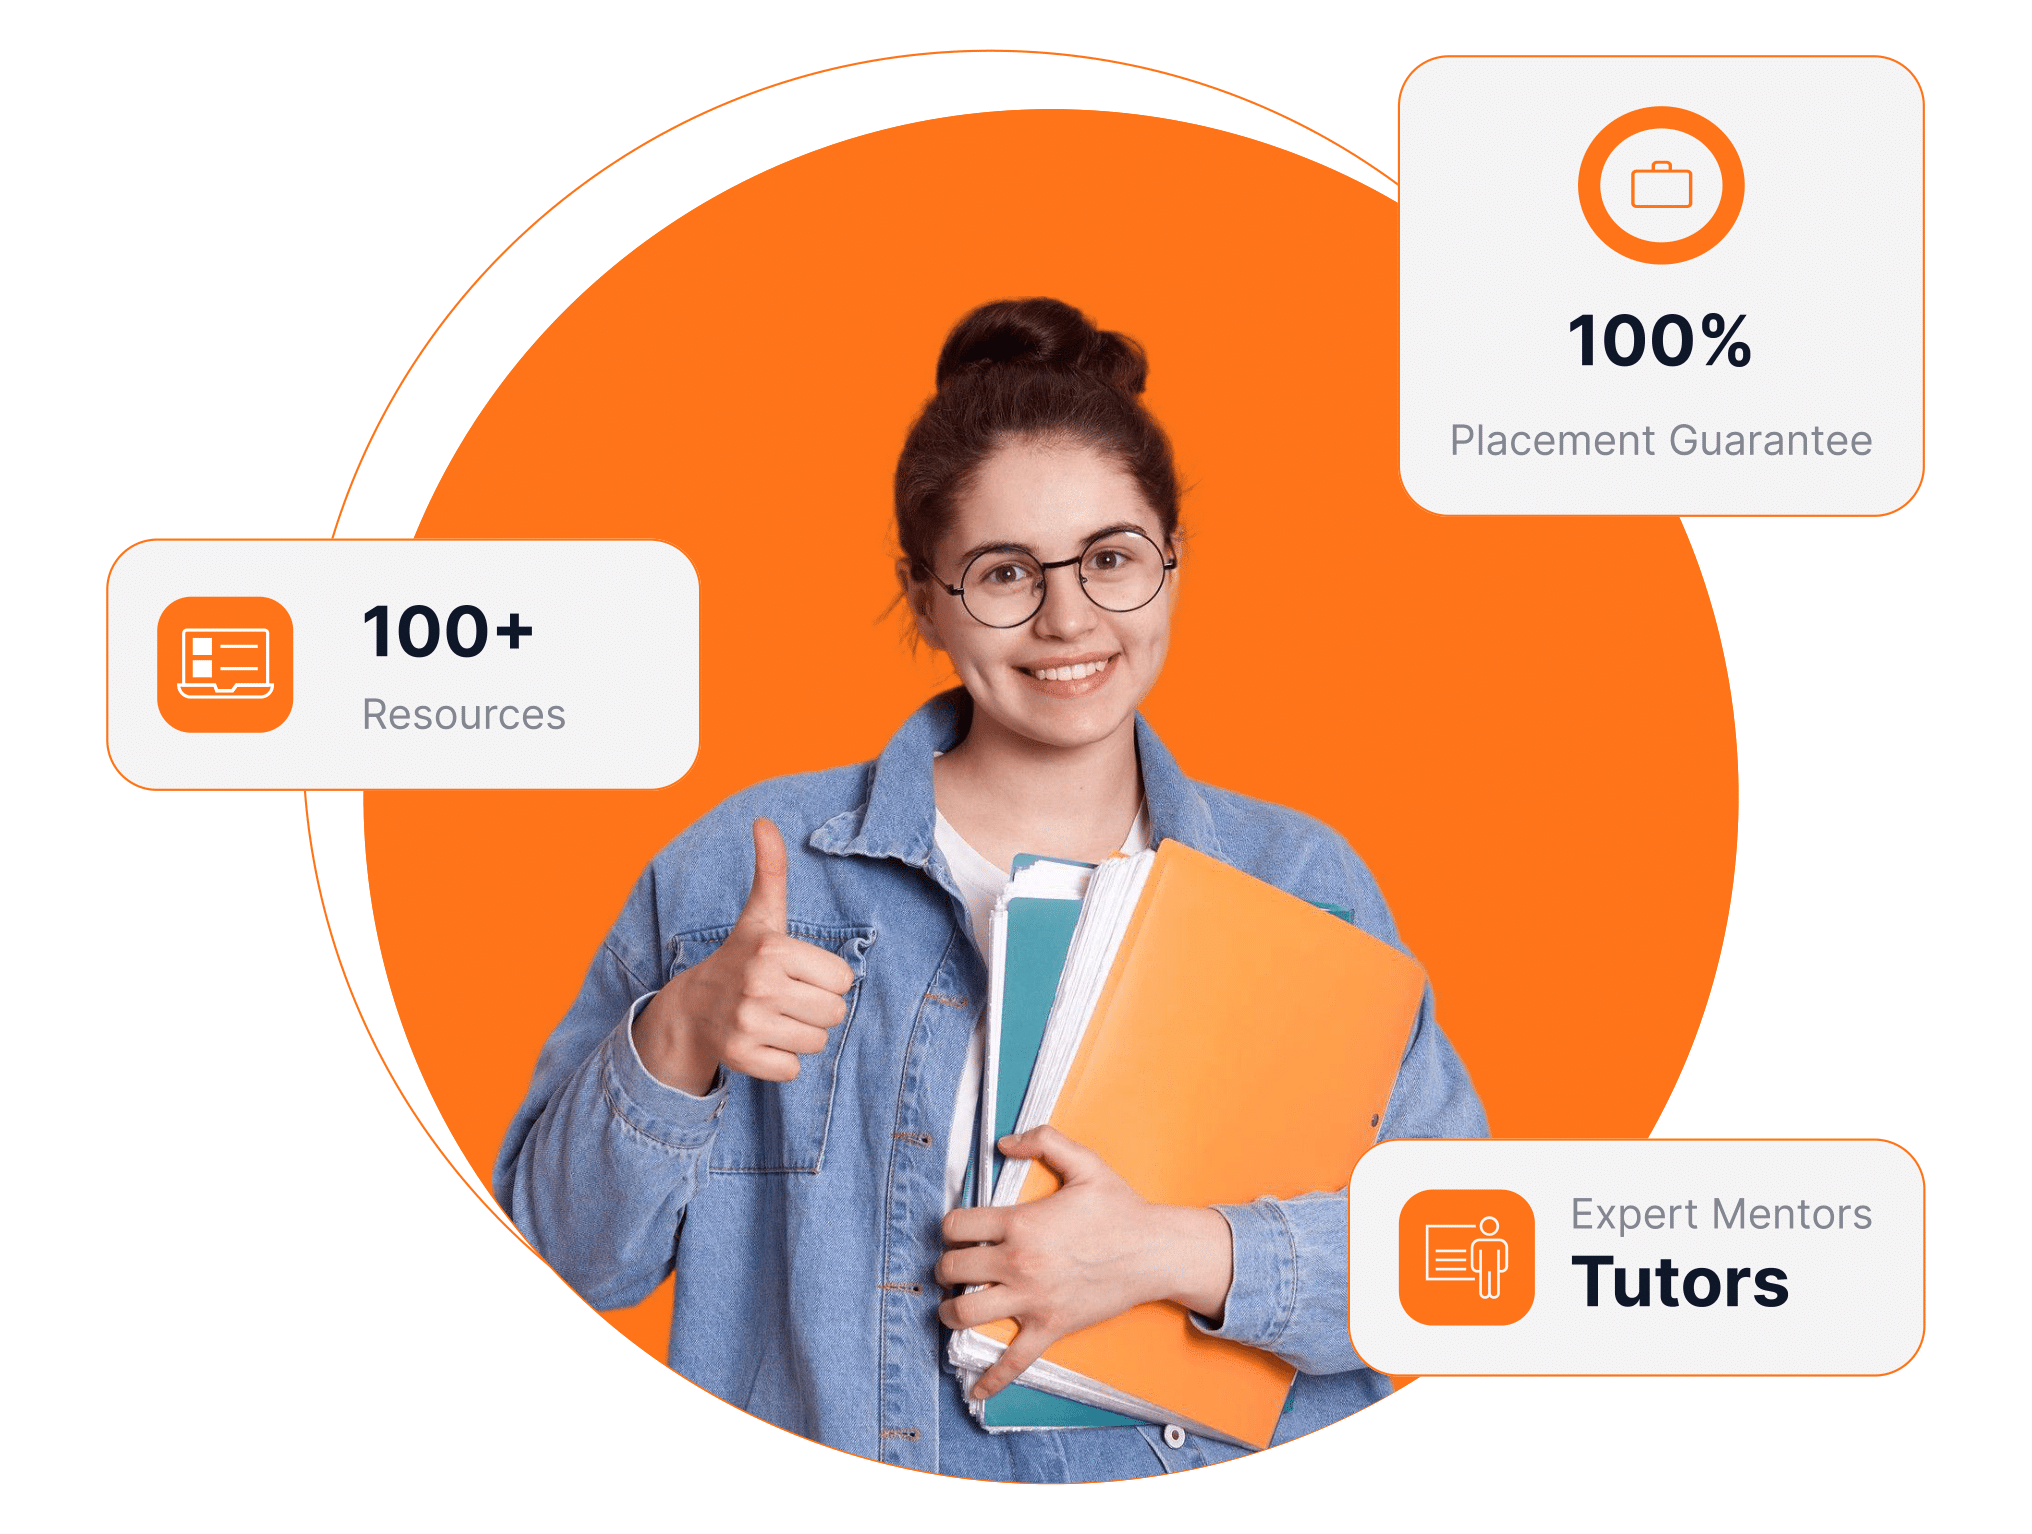 100%
Placement Guarantee
100+
Resources
Expert Mentors
Tutors